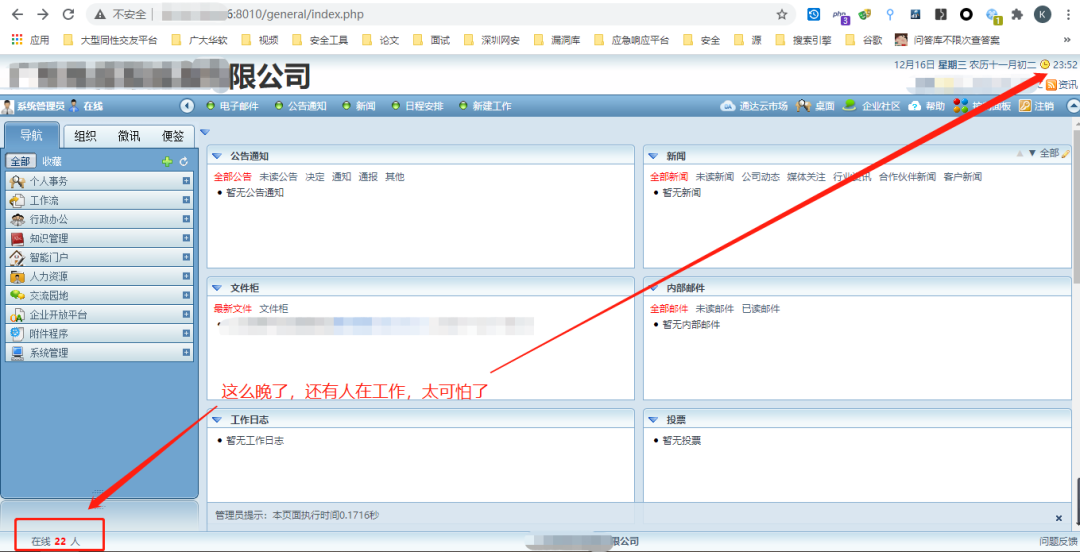 不安全 6:8010/general/index.php
应用 大型同性交友平台 广大华软 视频 安全工具 论文 面试 深圳网安 漏洞库 应急响应平台 安全 源 搜索引擎 谷歌 问答库不限次查答案 »
限公司
12月16日 星期三 农历十一月初二 23:52
资讯
系统管理员 在线 电子邮件 公告通知 新闻 日程安排 新建工作 通达云市场 桌面 企业社区 帮助 面板 注销
导航 组织 微讯 便签
全部 收藏
个人事务
工作流
行政办公
知识管理
智能门户
人力资源
交流园地
企业开放平台
附件程序
系统管理
公告通知
全部公告 未读公告 决定 通知 通报 其他
暂无公告通知
新闻 全部
全部新闻 未读新闻 公司动态 媒体关注 行业资讯 合作伙伴新闻 客户新闻
暂无新闻
文件柜
最新文件 文件柜
内部邮件
全部邮件 未读邮件 已读邮件
暂无内部邮件
这么晚了，还有人在工作，太可怕了
工作日志
暂无工作日志
投票
暂无投票
管理员提示：本页面执行时间0.1716秒
在线 22 人
限公司
问题反馈